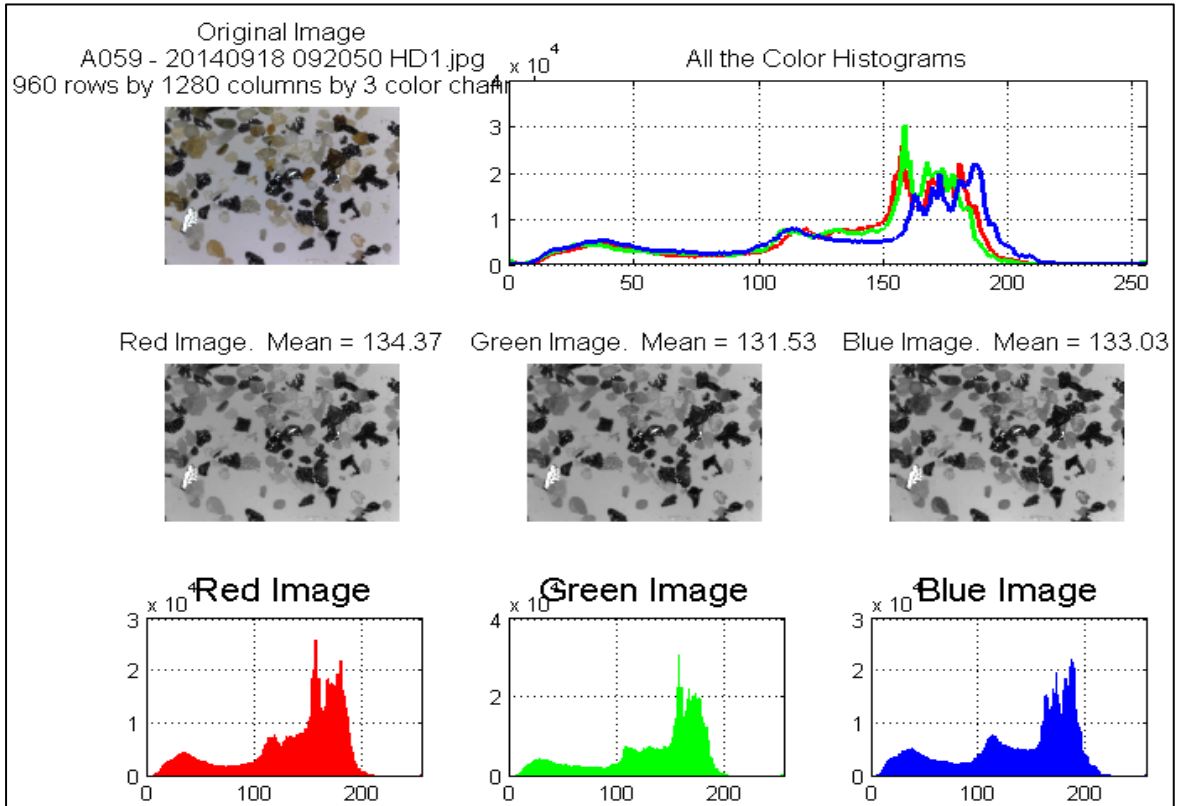 Original Image
A059 - 20140918 092050 HD1.jpg
960 rows by 1280 columns by 3 color chann
All the Color Histograms
x 10
4
4
3
2
1
0
0 50 100 150 200 250
Red Image. Mean = 134.37
Green Image. Mean = 131.53
Blue Image. Mean = 133.03
Red Image
x 10
4
3
2
1
0
0 100 200
Green Image
x 10
4
4
2
0
0 100 200
Blue Image
x 10
4
3
2
1
0
0 100 200